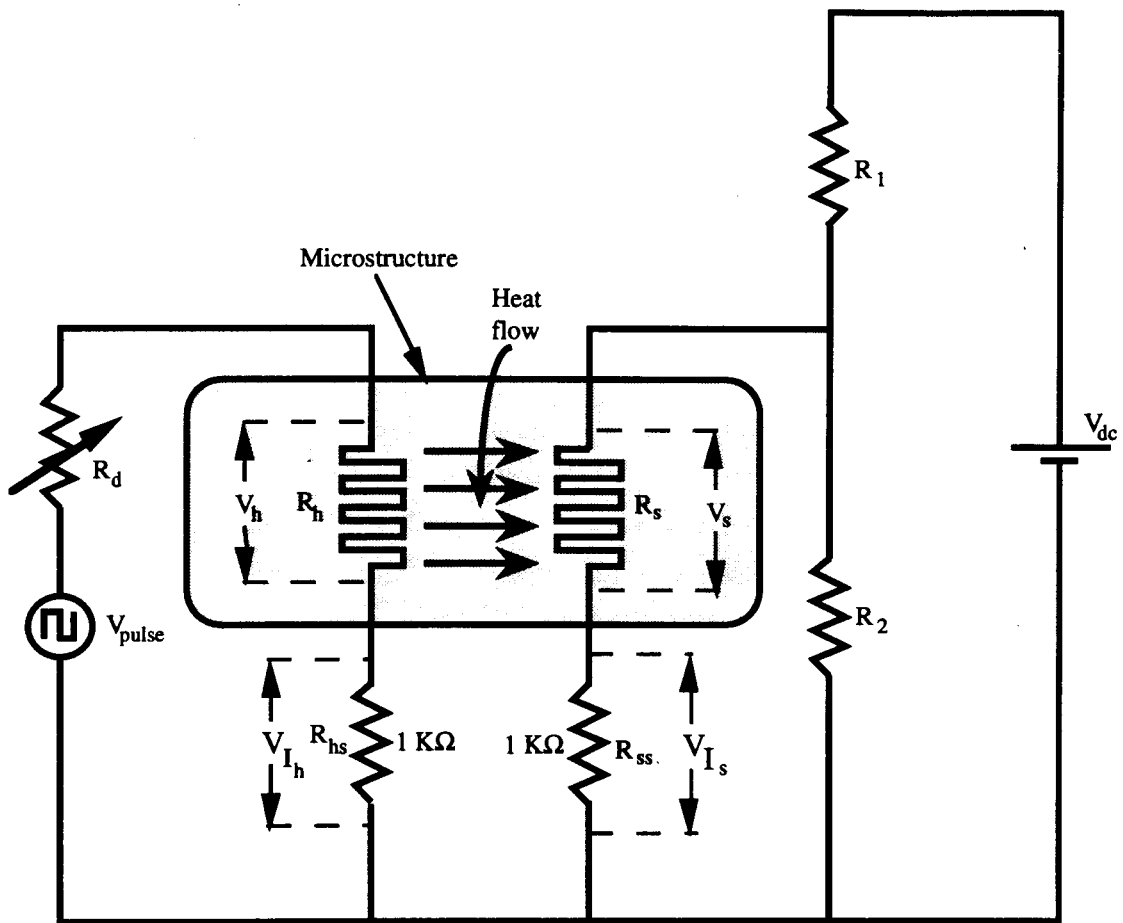 R1
Microstructure
Heat
flow
Vdc
Rd
Vh
Rh
Rs
Vs
Vpulse
R2
VIh
Rhs
1 KΩ
1 KΩ
Rss
VIs